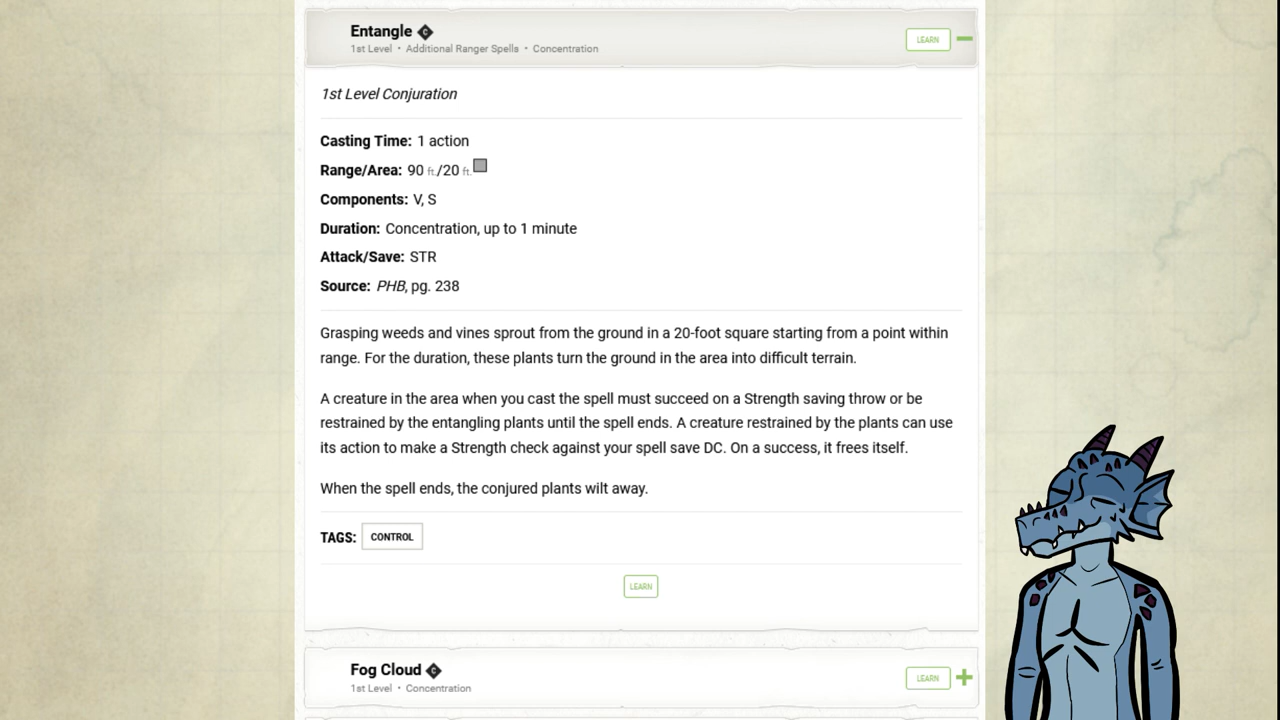 Entangle
1st Level • Additional Ranger Spells • Concentration
LEARN
1st Level Conjuration
Casting Time: 1 action
Range/Area: 90 ft./20 ft.
Components: V, S
Duration: Concentration, up to 1 minute
Attack/Save: STR
Source: PHB, pg. 238
Grasping weeds and vines sprout from the ground in a 20-foot square starting from a point within
range. For the duration, these plants turn the ground in the area into difficult terrain.
A creature in the area when you cast the spell must succeed on a Strength saving throw or be
restrained by the entangling plants until the spell ends. A creature restrained by the plants can use
its action to make a Strength check against your spell save DC. On a success, it frees itself.
When the spell ends, the conjured plants wilt away.
TAGS: CONTROL
LEARN
Fog Cloud
1st Level • Concentration
LEARN